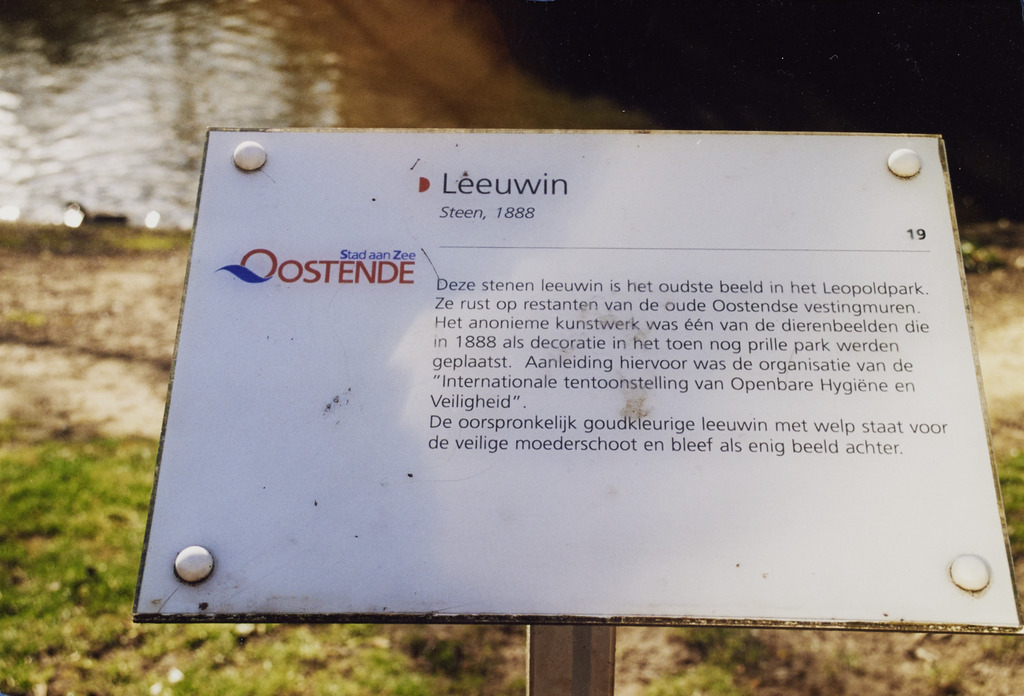 Leeuwin
Steen, 1888
19
Stad aan Zee
OOSTENDE
Deze stenen leeuwin is het oudste beeld in het Leopoldpark.
Ze rust op restanten van de oude Oostendse vestingmuren.
Het anonieme kunstwerk was één van de dierenbeelden die
in 1888 als decoratie in het toen nog prille park werden
geplaatst. Aanleiding hiervoor was de organisatie van de
"Internationale tentoonstelling van Openbare Hygiëne en
Veiligheid".
De oorspronkelijk goudkleurige leeuwin met welp staat voor
de veilige moederschoot en bleef als enig beeld achter.